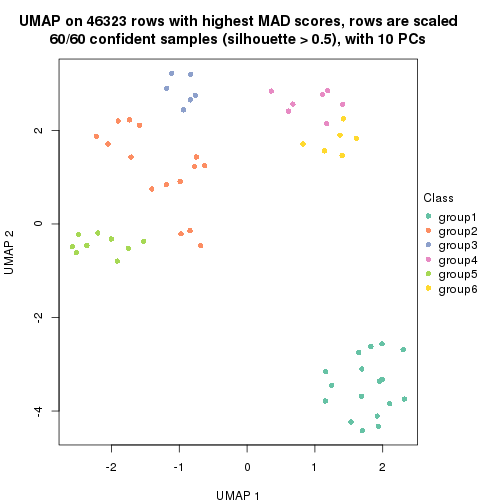 UMAP on 46323 rows with highest MAD scores, rows are scaled
60/60 confident samples (silhouette > 0.5), with 10 PCs
UMAP 2
2
0
-2
-4
-2
-1
0
1
2
UMAP 1
Class
group1
group2
group3
group4
group5
group6